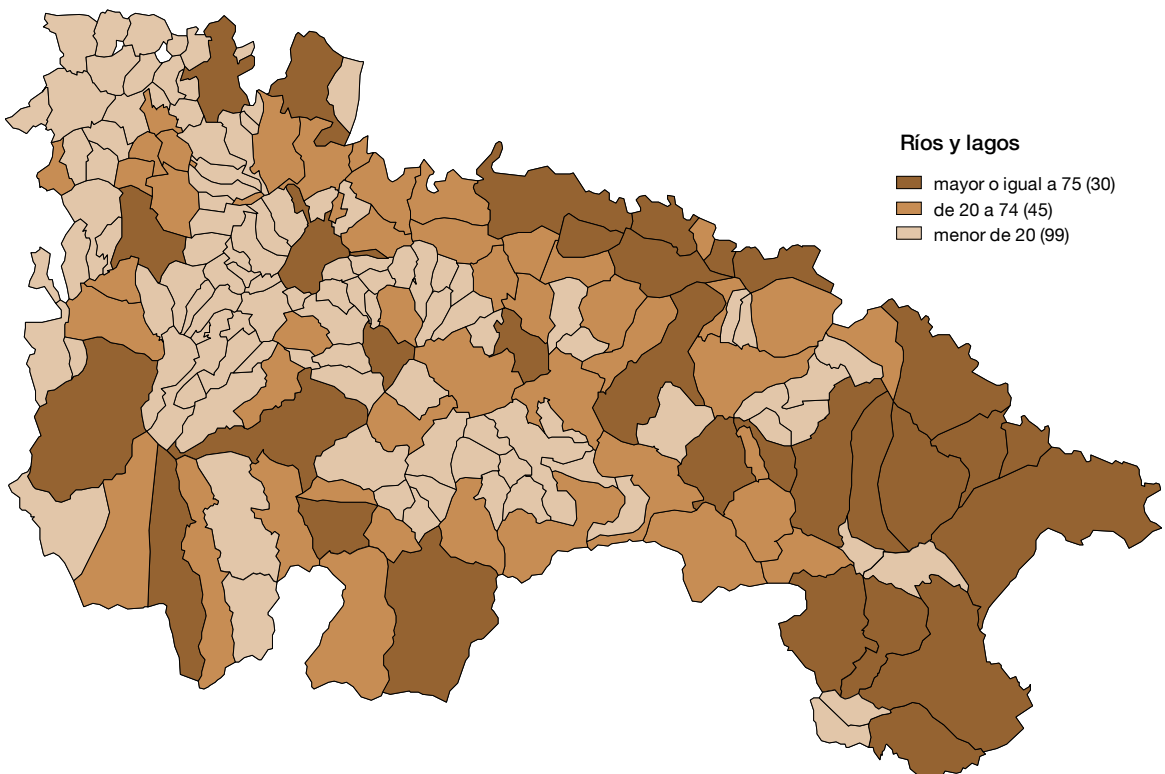 Ríos y lagos
mayor o igual a 75 (30)
de 20 a 74 (45)
menor de 20 (99)